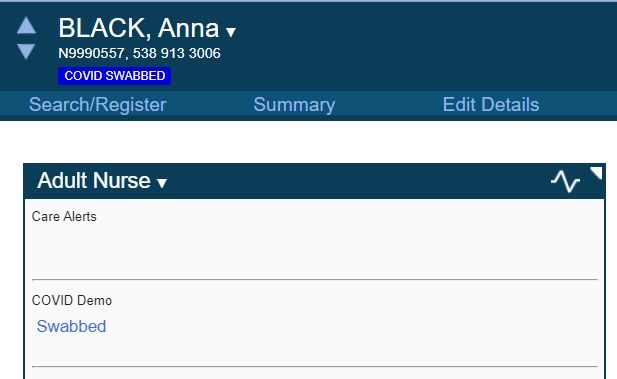 BLACK, Anna
N9990557, 538 913 3006
COVID SWABBED
Search/Register Summary Edit Details
Adult Nurse
Care Alerts
COVID Demo
Swabbed